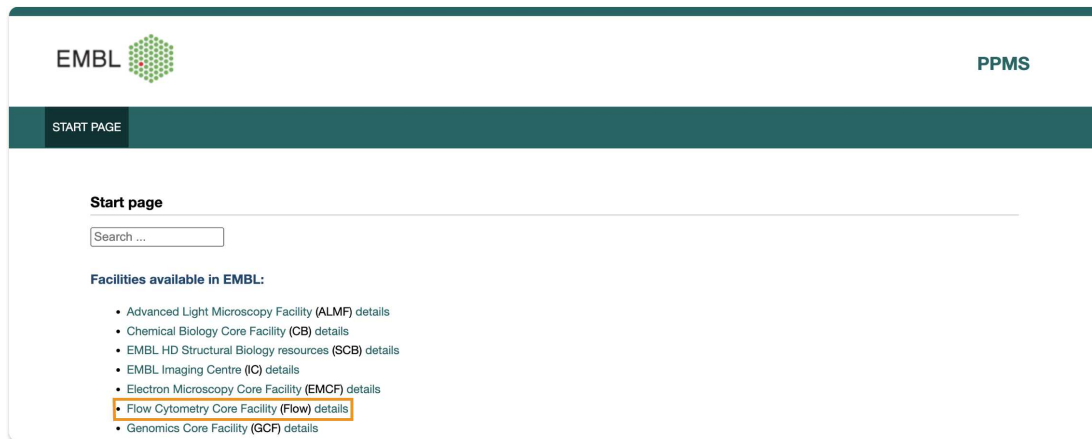 EMBL
PPMS
START PAGE
Start page
Search ...
Facilities available in EMBL:
• Advanced Light Microscopy Facility (ALMF) details
• Chemical Biology Core Facility (CB) details
• EMBL HD Structural Biology resources (SCB) details
• EMBL Imaging Centre (IC) details
• Electron Microscopy Core Facility (EMCF) details
• Flow Cytometry Core Facility (Flow) details
• Genomics Core Facility (GCF) details